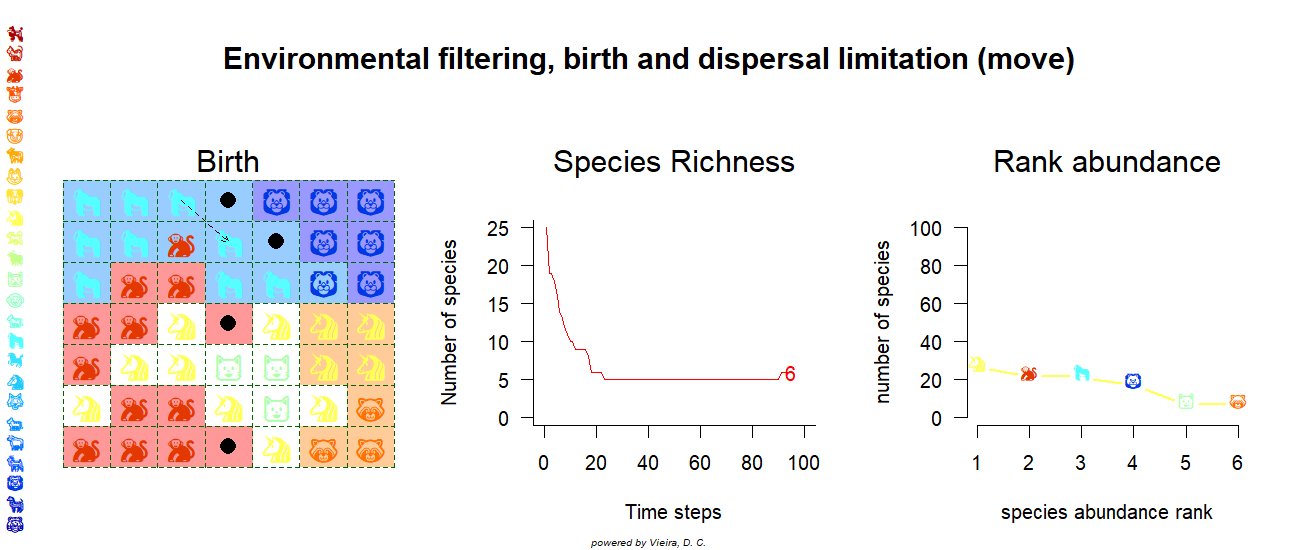 Environmental filtering, birth and dispersal limitation (move)
Birth
Species Richness
Number of species
25
20
15
10
5
0
6
0 20 40 60 80 100
Time steps
Rank abundance
number of species
100
80
60
40
20
0
1 2 3 4 5 6
species abundance rank
powered by Vieira, D. C.